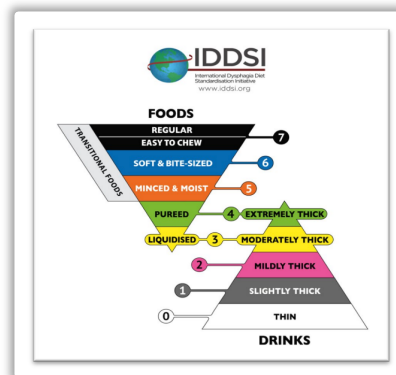 IDDSI
International Dysphagia Diet
Standardisation Initiative
www.iddsi.org
FOODS
TRANSITIONAL FOODS
REGULAR
EASY TO CHEW
7
SOFT & BITE-SIZED
6
MINCED & MOIST
5
PUREED
4
EXTREMELY THICK
LIQUIDISED
3
MODERATELY THICK
2
MILDLY THICK
1
SLIGHTLY THICK
0
THIN
DRINKS